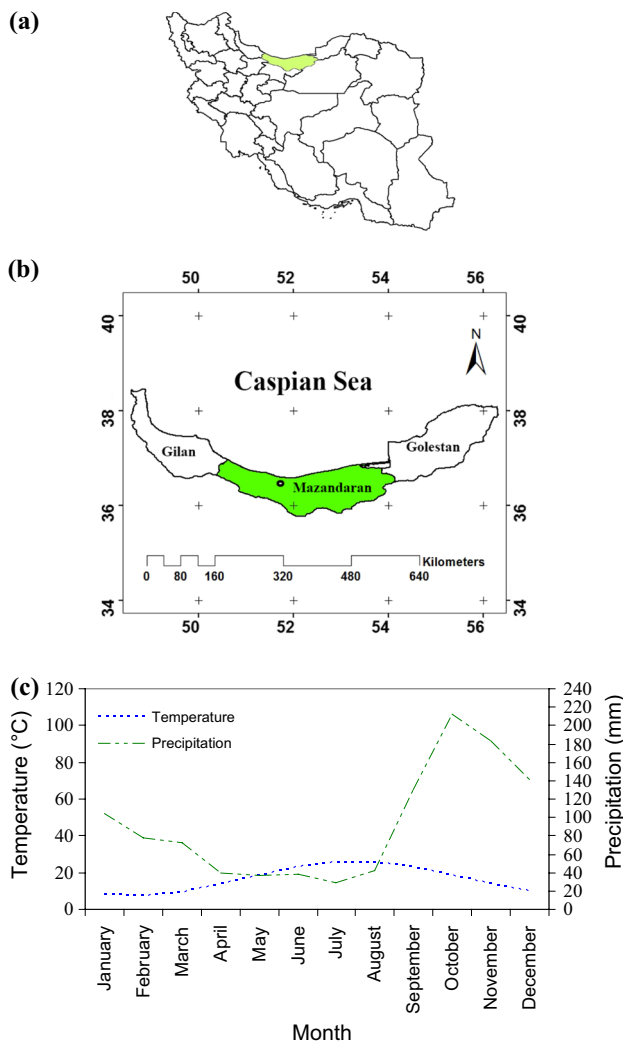 (a)
(b)
50 52 54 56
40 40
N
Caspian Sea
38 38
Gilan
Golestan
Mazandaran
36 36
Kilometers
0 80 160 320 480 640
34 34
50 52 54 56
(c)
Temperature (°C)
120
100
80
60
40
20
0
Temperature
Precipitation
240
220
200
180
160
140
120
100
80
60
40
20
0
Precipitation (mm)
January
February
March
April
May
June
July
August
September
October
November
December
Month